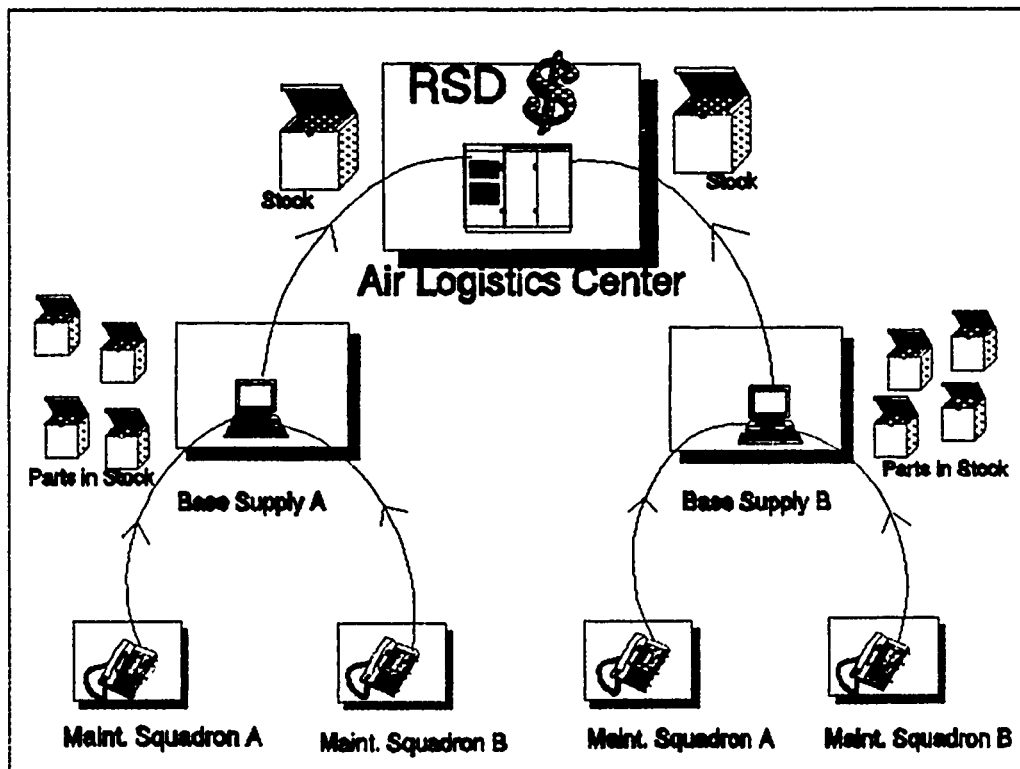 RSD $
Stock
Stock
Air Logistics Center
Parts in Stock
Parts in Stock
Base Supply A
Base Supply B
Maint. Squadron A
Maint. Squadron B
Maint. Squadron A
Maint. Squadron B